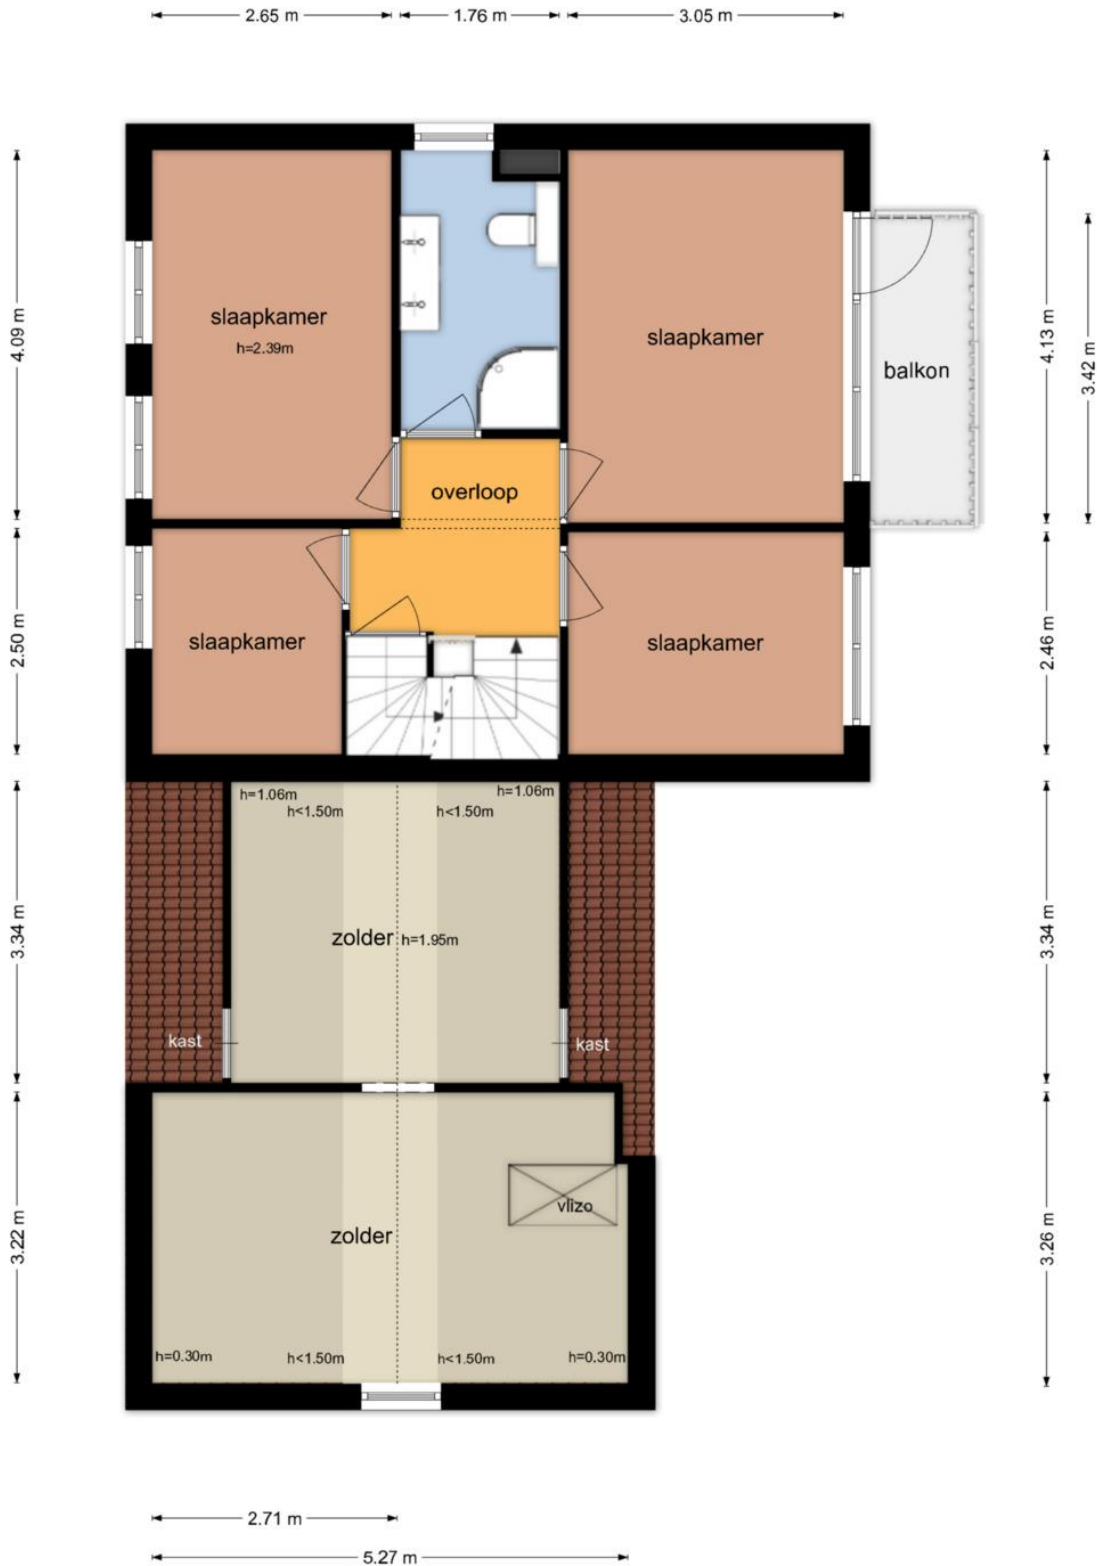 2.65 m
1.76 m
3.05 m
slaapkamer
h=2.39m
slaapkamer
balkon
4.09 m
4.13 m
3.42 m
overloop
slaapkamer
slaapkamer
2.50 m
2.46 m
h=1.06m
h<1.50m
h=1.06m
h<1.50m
zolder
h=1.95m
3.34 m
3.34 m
kast
kast
vlizo
zolder
3.22 m
3.26 m
h=0.30m
h<1.50m
h<1.50m
h=0.30m
2.71 m
5.27 m